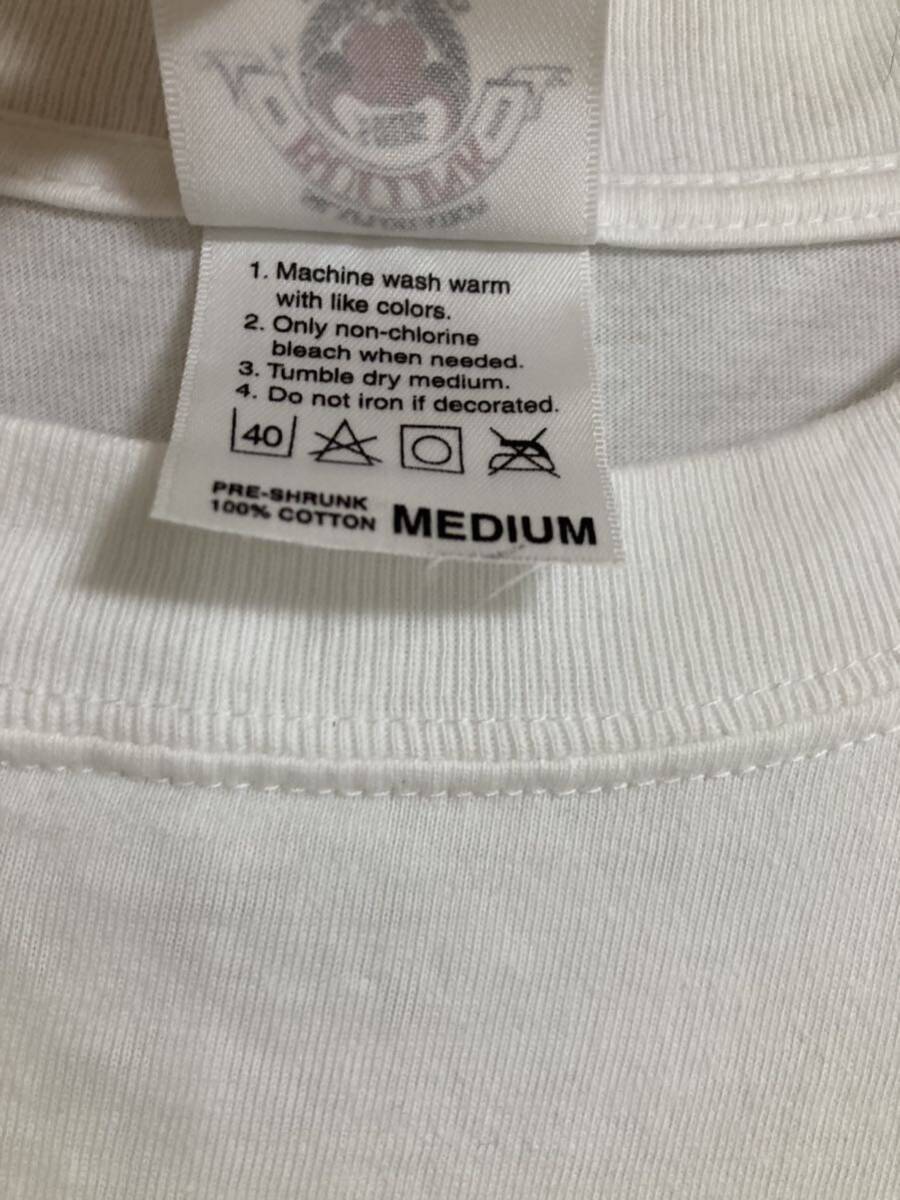 1. Machine wash warm
with like colors.
2. Only non-chlorine
bleach when needed.
3. Tumble dry medium.
4. Do not iron if decorated.
40
PRE-SHRUNK
100% COTTON
MEDIUM